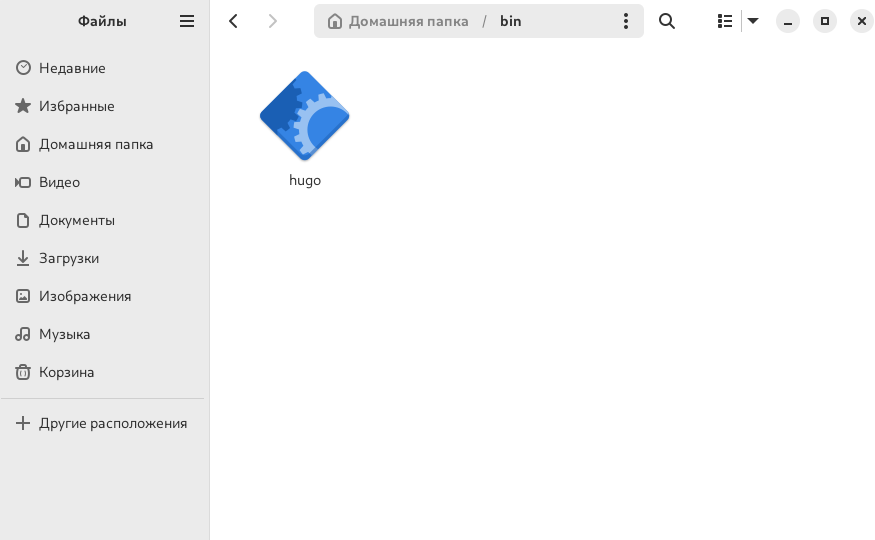 Файлы
Домашняя папка / bin
Недавние
Избранные
Домашняя папка
Видео
Документы
Загрузки
Изображения
Музыка
Корзина
Другие расположения
hugo